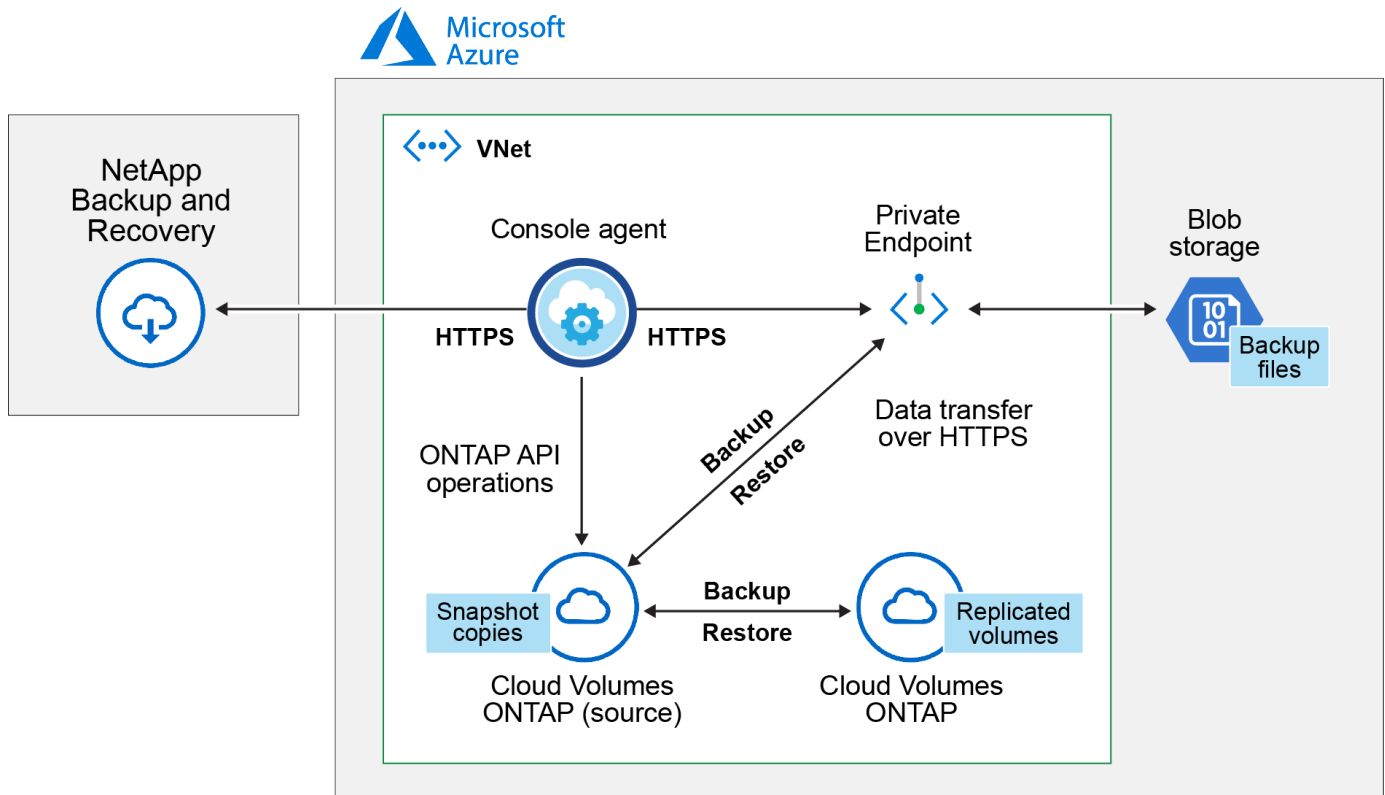 Microsoft
Azure
NetApp
Backup and
Recovery
VNet
Console agent
Private
Endpoint
Blob
storage
HTTPS
HTTPS
10
01
Backup
files
ONTAP API
operations
Backup
Restore
Data transfer
over HTTPS
Snapshot
copies
Backup
Restore
Replicated
volumes
Cloud Volumes
ONTAP (source)
Cloud Volumes
ONTAP